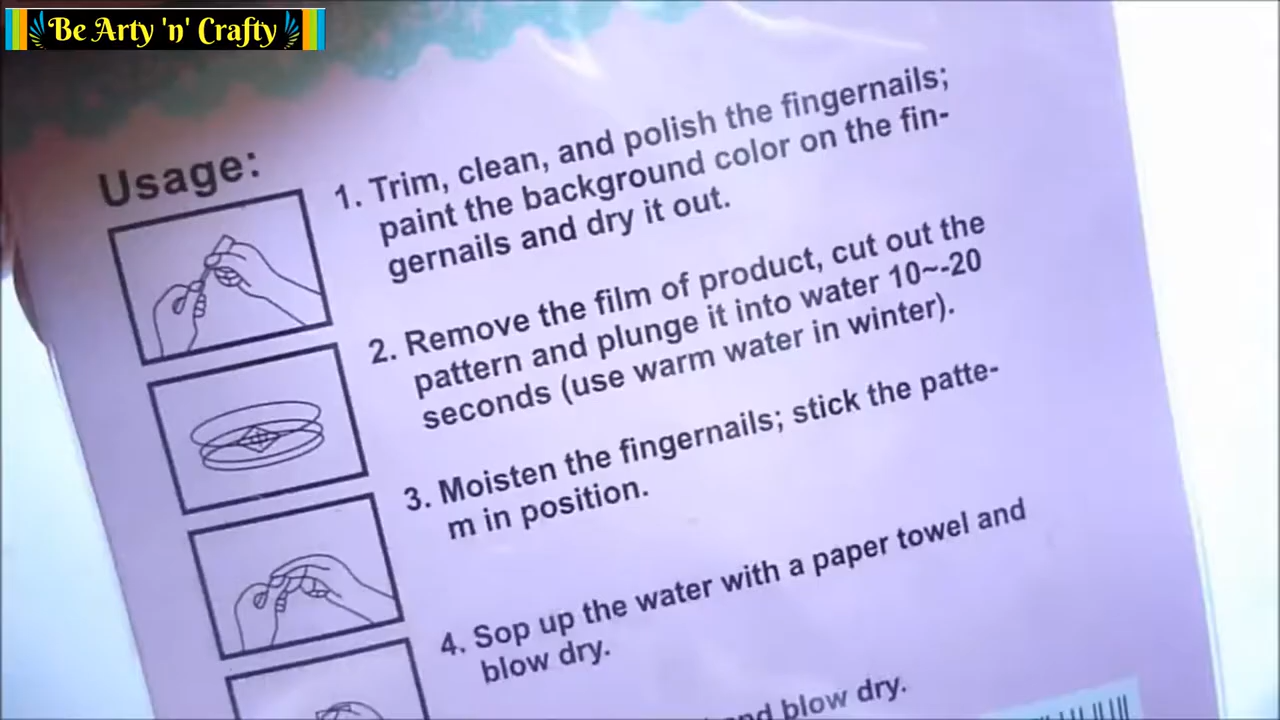 Be Arty 'n' Crafty
Usage:
1. Trim, clean, and polish the fingernails;
paint the background color on the fin-
gernails and dry it out.
2. Remove the film of product, cut out the
pattern and plunge it into water 10~-20
seconds (use warm water in winter).
3. Moisten the fingernails; stick the patte-
m in position.
4. Sop up the water with a paper towel and
blow dry.
and blow dry.